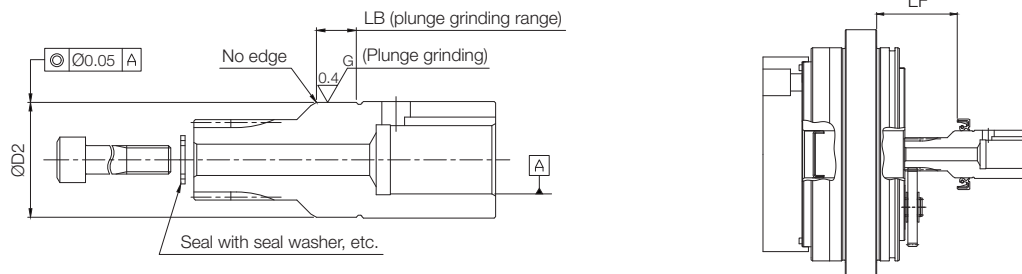 LB (plunge grinding range)
LF
◎ Ø0.05 A
No edge
G (Plunge grinding)
0.4
ØD2
A
Seal with seal washer, etc.